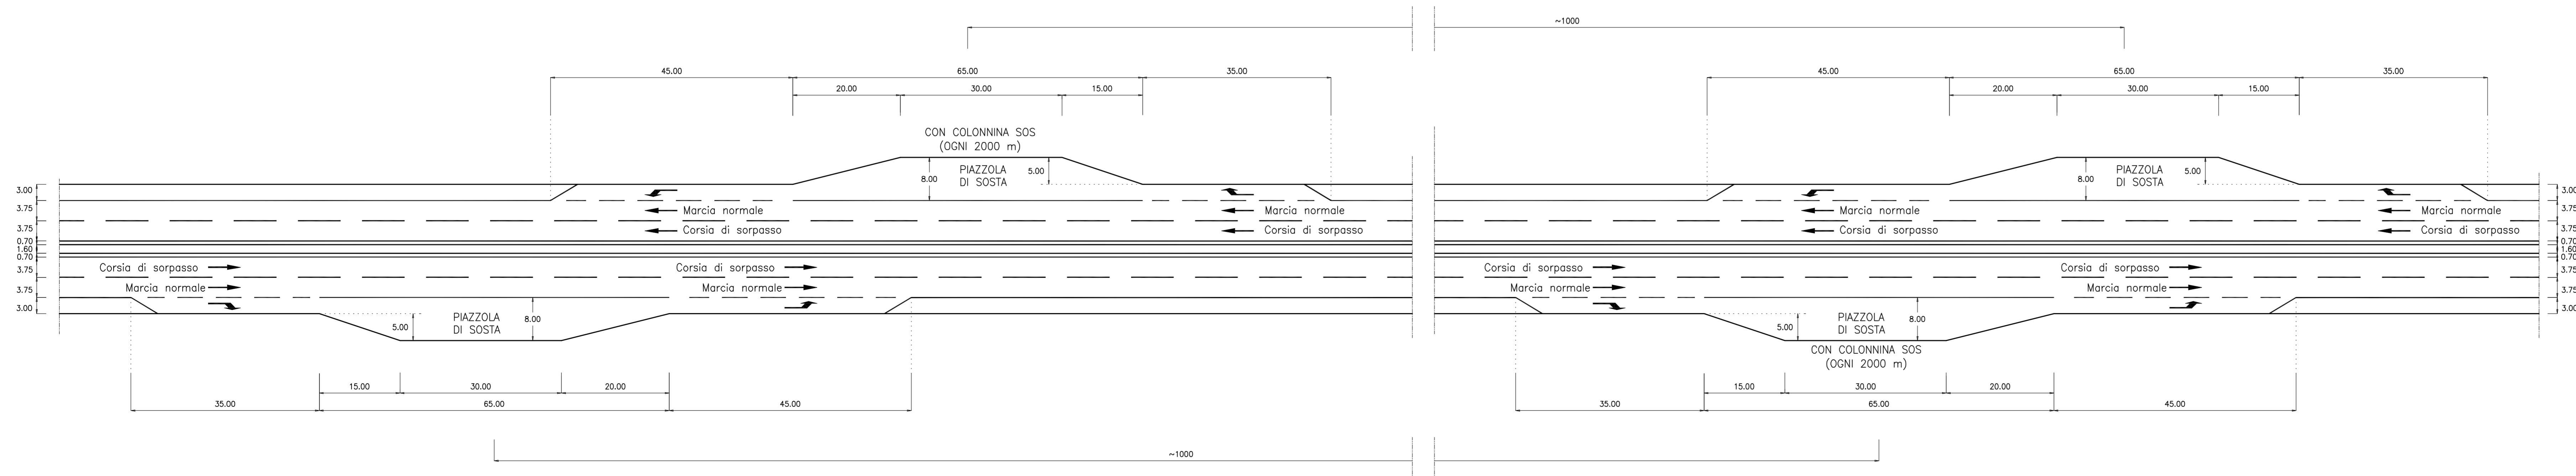 ~1000
45.00 65.00 35.00 45.00 65.00 35.00
20.00 30.00 15.00 20.00 30.00 15.00
CON COLONNINA SOS
(OGNI 2000 m)
PIAZZOLA
DI SOSTA
8.00
5.00
PIAZZOLA
DI SOSTA
8.00
5.00
3.00
3.75
3.75
0.70
1.60
0.70
3.75
3.75
3.00
Marcia normale Marcia normale Marcia normale Marcia normale
Corsia di sorpasso Corsia di sorpasso Corsia di sorpasso Corsia di sorpasso
Corsia di sorpasso Corsia di sorpasso Corsia di sorpasso Corsia di sorpasso
Marcia normale Marcia normale Marcia normale Marcia normale
3.00
3.75
3.75
0.70
1.60
0.70
3.75
3.75
3.00
5.00
PIAZZOLA
DI SOSTA
8.00
5.00
PIAZZOLA
DI SOSTA
8.00
CON COLONNINA SOS
(OGNI 2000 m)
15.00 30.00 20.00 15.00 30.00 20.00
35.00 65.00 45.00 35.00 65.00 45.00
~1000